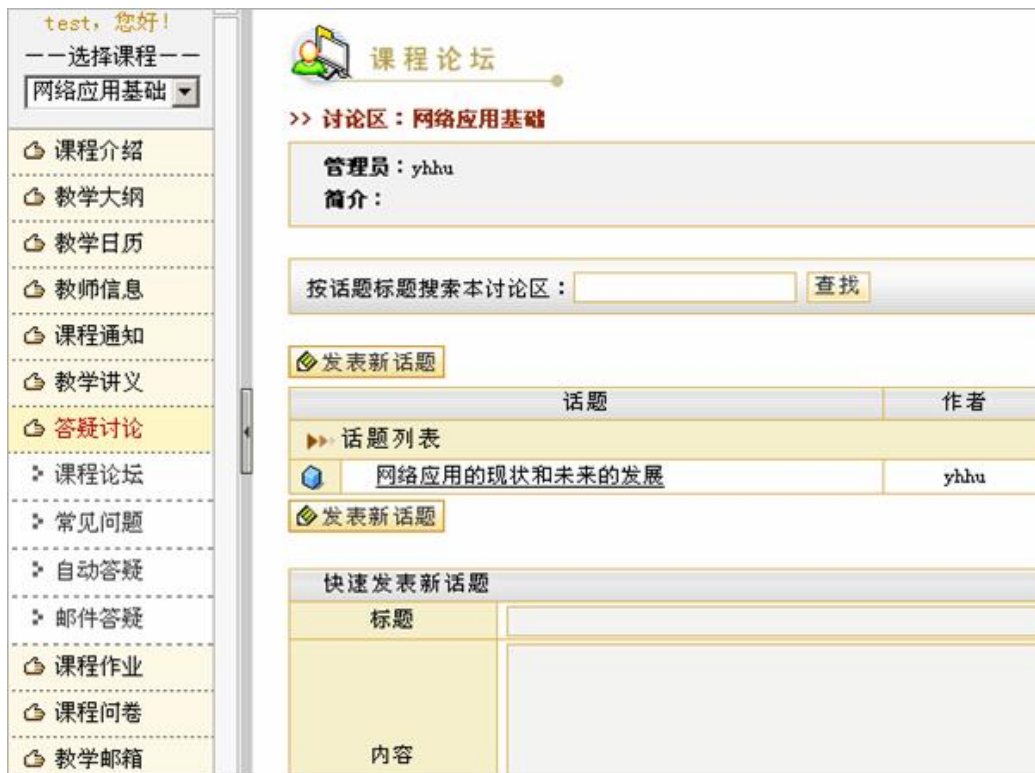 test，您好！
——选择课程——
网络应用基础
课程介绍
教学大纲
教学日历
教师信息
课程通知
教学讲义
答疑讨论
课程论坛
常见问题
自动答疑
邮件答疑
课程作业
课程问卷
教学邮箱
课程论坛
>> 讨论区：网络应用基础
管理员：yhhu
简介：
按话题标题搜索本讨论区： 查找
发表新话题
话题 作者
话题列表
网络应用的现状和未来的发展 yhhu
发表新话题
快速发表新话题
标题
内容